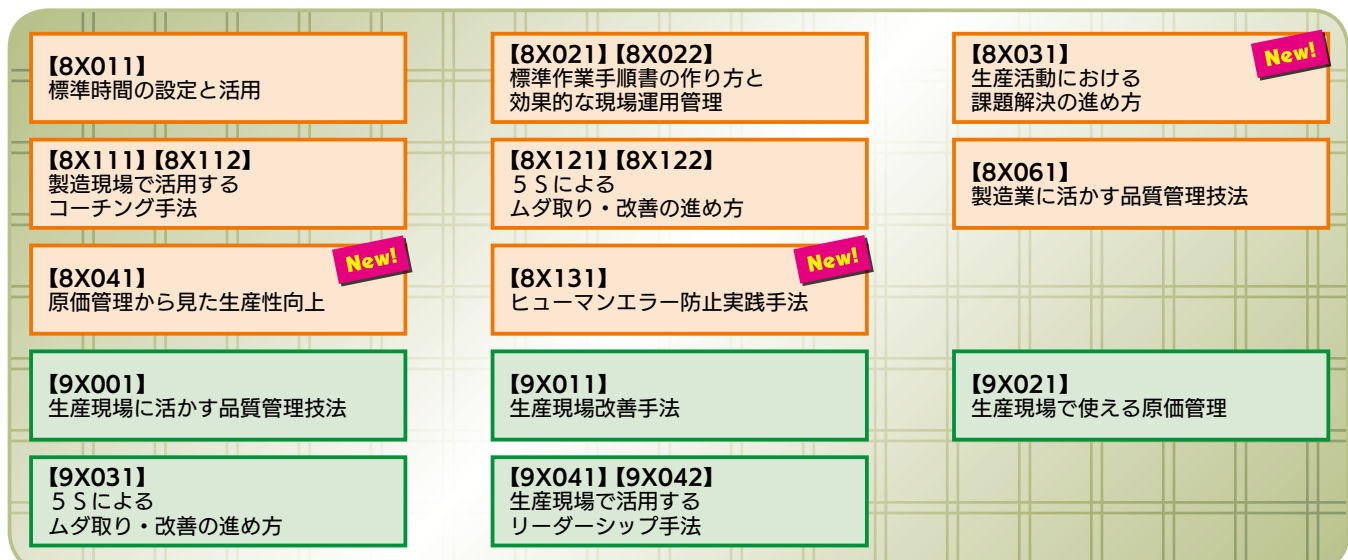 【8X011】
標準時間の設定と活用
【8X021】【8X022】
標準作業手順書の作り方と
効果的な現場運用管理
【8X031】
生産活動における
課題解決の進め方
New!
【8X111】【8X112】
製造現場で活用する
コーチング手法
【8X121】【8X122】
５Ｓによる
ムダ取り・改善の進め方
【8X061】
製造業に活かす品質管理技法
【8X041】
原価管理から見た生産性向上
New!
【8X131】
ヒューマンエラー防止実践手法
New!
【9X001】
生産現場に活かす品質管理技法
【9X011】
生産現場改善手法
【9X021】
生産現場で使える原価管理
【9X031】
５Ｓによる
ムダ取り・改善の進め方
【9X041】【9X042】
生産現場で活用する
リーダーシップ手法